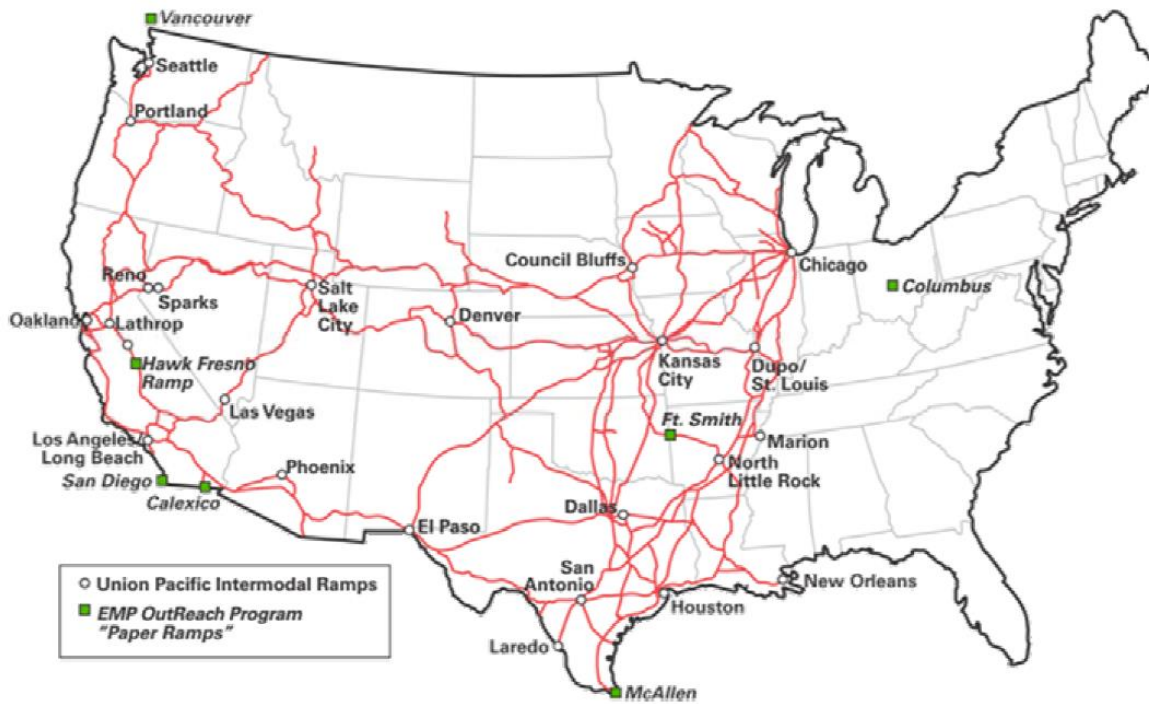 Vancouver
Seattle
Portland
Council Bluffs
Chicago
Reno
Sparks
Salt
Lake
City
Columbus
Oakland
Lathrop
Denver
Hawk Fresno
Ramp
Kansas
City
Dupo/
St. Louis
Las Vegas
Ft. Smith
Los Angeles/
Long Beach
Marion
San Diego
Phoenix
North
Little Rock
Calexico
Dallas
El Paso
San
Antonio
New Orleans
Houston
Union Pacific Intermodal Ramps
EMP OutReach Program
"Paper Ramps"
Laredo
McAllen